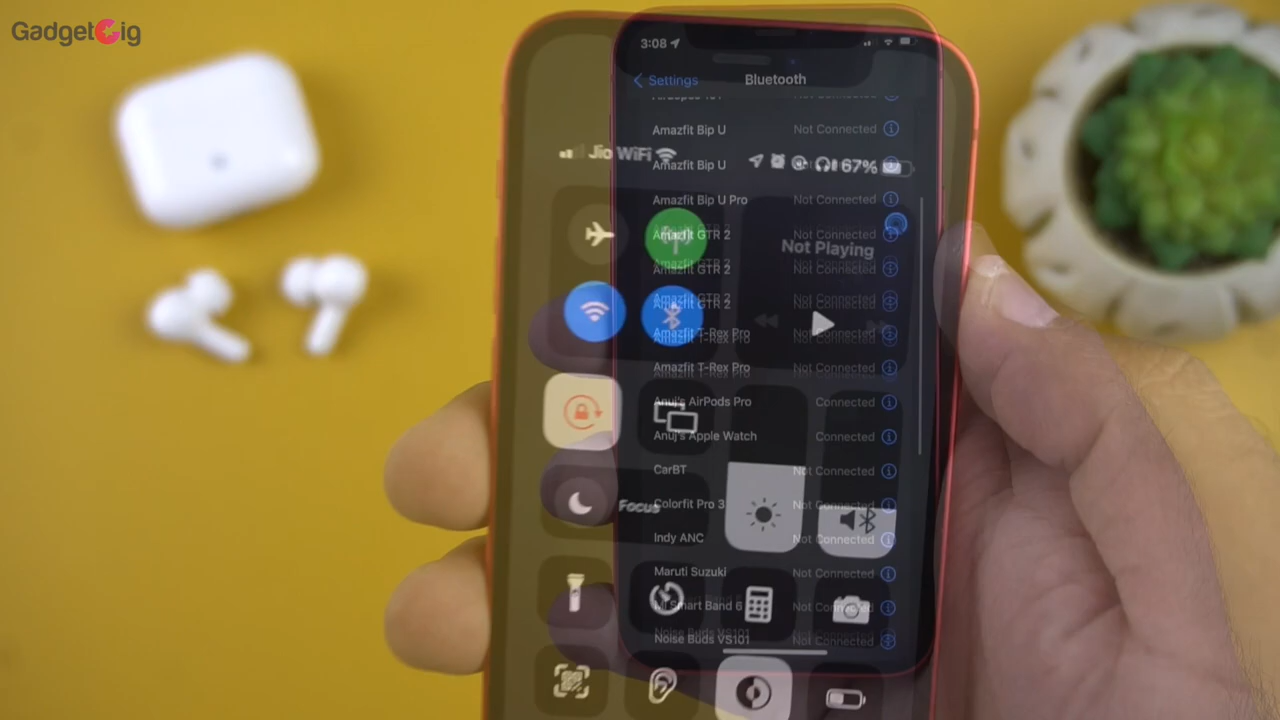 GadgetGig
3:08
Settings
Bluetooth
Not Connected
Amazfit Bip U Not Connected
Jio WiFi
67%
Amazfit Bip U
Amazfit Bip U Pro Not Connected
Amazfit GTR 2 Not Connected
Not Playing
Amazfit GTR 2 Not Connected
Amazfit GTR 2 Not Connected
Amazfit T-Rex Pro Not Connected
Amazfit T-Rex Pro Not Connected
Anuj's AirPods Pro Connected
Anuj's Apple Watch Connected
CarBT Not Connected
Colorfit Pro 3 Not Connected
Focus
Indy ANC Not Connected
Maruti Suzuki Not Connected
Mi Smart Band 6 Not Connected
Noise Buds VS101 Not Connected